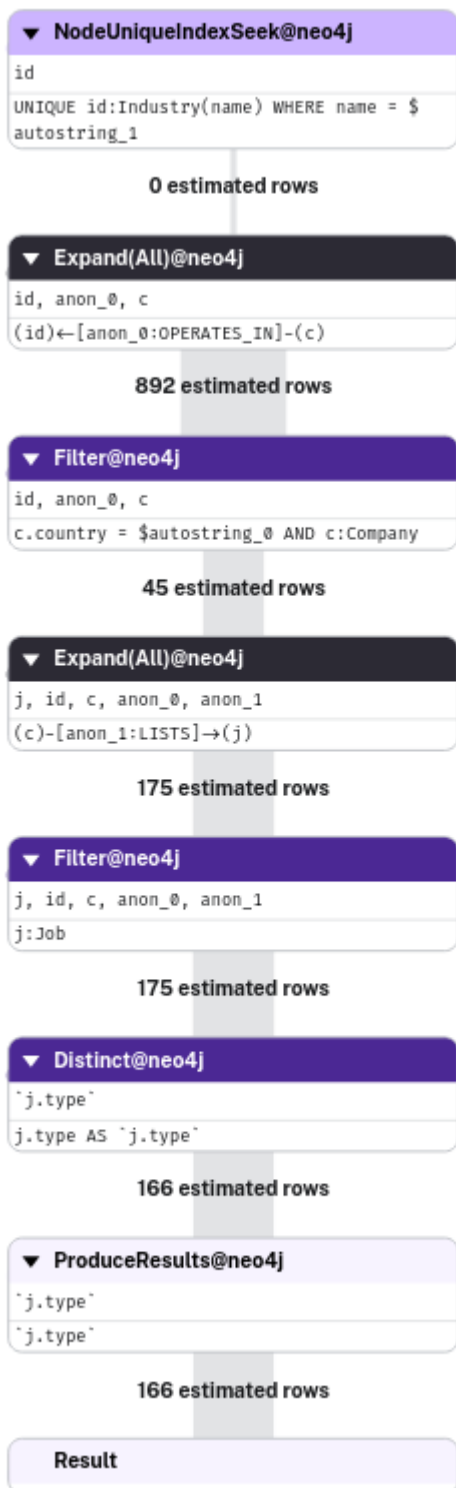 NodeUniqueIndexSeek@neo4j
id
UNIQUE id:Industry(name) WHERE name = $
autostring_1
0 estimated rows
Expand(All)@neo4j
id, anon_0, c
(id)←[anon_0:OPERATES_IN]-(c)
892 estimated rows
Filter@neo4j
id, anon_0, c
c.country = $autostring_0 AND c:Company
45 estimated rows
Expand(All)@neo4j
j, id, c, anon_0, anon_1
(c)-[anon_1:LISTS]→(j)
175 estimated rows
Filter@neo4j
j, id, c, anon_0, anon_1
j:Job
175 estimated rows
Distinct@neo4j
`j.type`
j.type AS `j.type`
166 estimated rows
ProduceResults@neo4j
`j.type`
`j.type`
166 estimated rows
Result